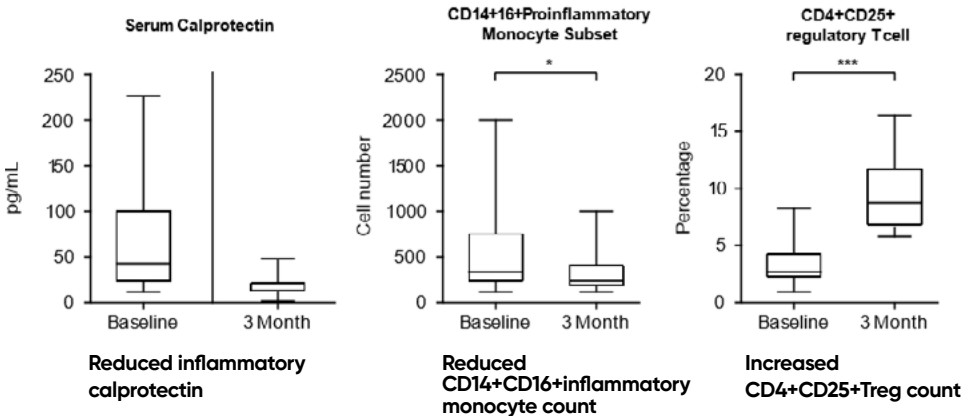 Serum Calprotectin
pg/mL
250
200
150
100
50
0
Baseline
3 Month
Reduced inflammatory
calprotectin
CD14+16+Proinflammatory
Monocyte Subset
*
Cell number
2500
2000
1500
1000
500
0
Baseline
3 Month
Reduced
CD14+CD16+inflammatory
monocyte count
CD4+CD25+
regulatory Tcell
***
Percentage
20
15
10
5
0
Baseline
3 Month
Increased
CD4+CD25+Treg count